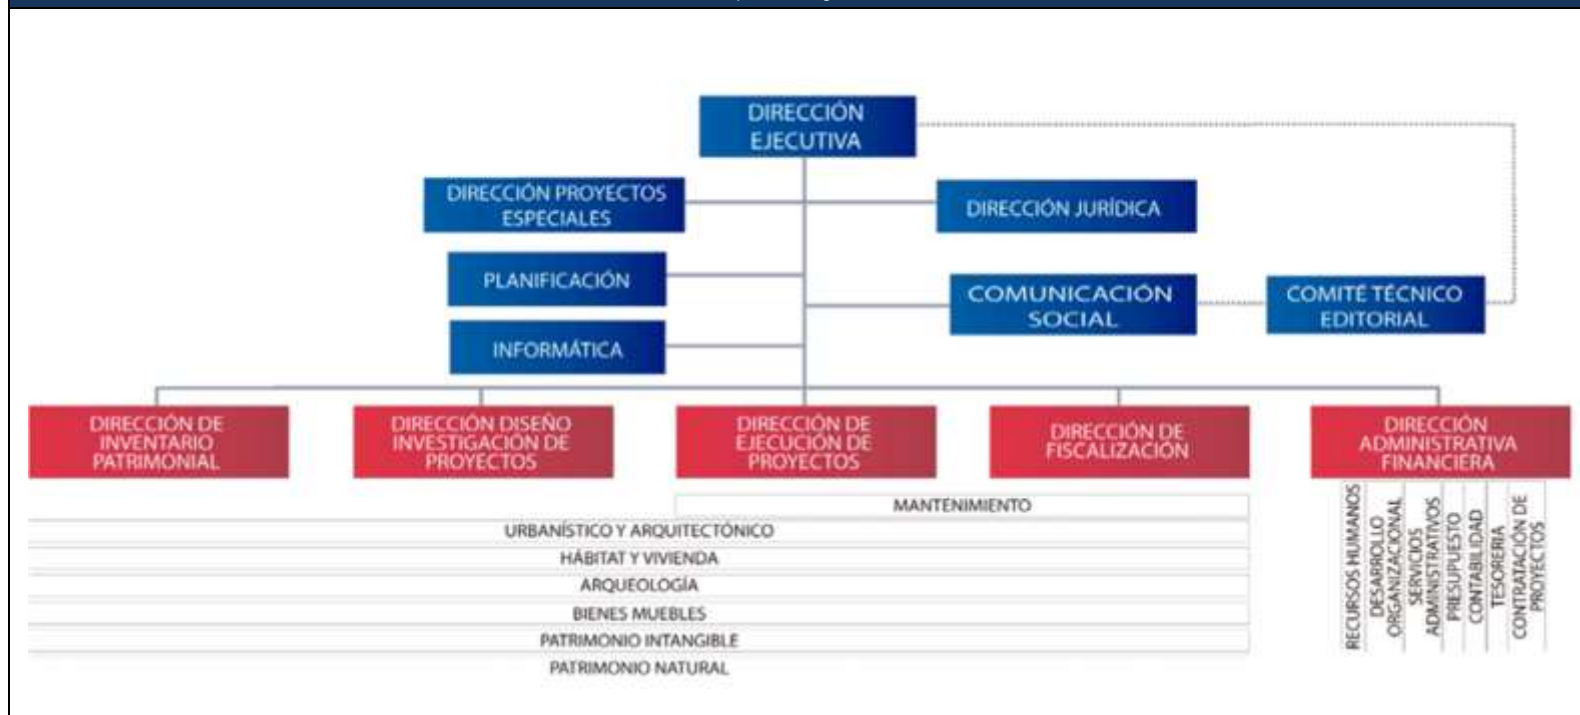 DIRECCIÓN
EJECUTIVA
DIRECCIÓN PROYECTOS
ESPECIALES
DIRECCIÓN JURÍDICA
PLANIFICACIÓN
COMUNICACIÓN
SOCIAL
COMITÉ TÉCNICO
EDITORIAL
INFORMÁTICA
DIRECCIÓN DE
INVENTARIO
PATRIMONIAL
DIRECCIÓN DISEÑO
INVESTIGACIÓN DE
PROYECTOS
DIRECCIÓN DE
EJECUCIÓN DE
PROYECTOS
DIRECCIÓN DE
FISCALIZACIÓN
DIRECCIÓN
ADMINISTRATIVA
FINANCIERA
MANTENIMIENTO
URBANÍSTICO Y ARQUITECTÓNICO
HÁBITAT Y VIVIENDA
ARQUEOLOGÍA
BIENES MUEBLES
PATRIMONIO INTANGIBLE
PATRIMONIO NATURAL
RECURSOS HUMANOS
DESARROLLO
ORGANIZACIONAL
SERVICIOS
ADMINISTRATIVOS
PRESUPUESTO
CONTABILIDAD
TESORERIA
CONTRATACIÓN DE
PROYECTOS